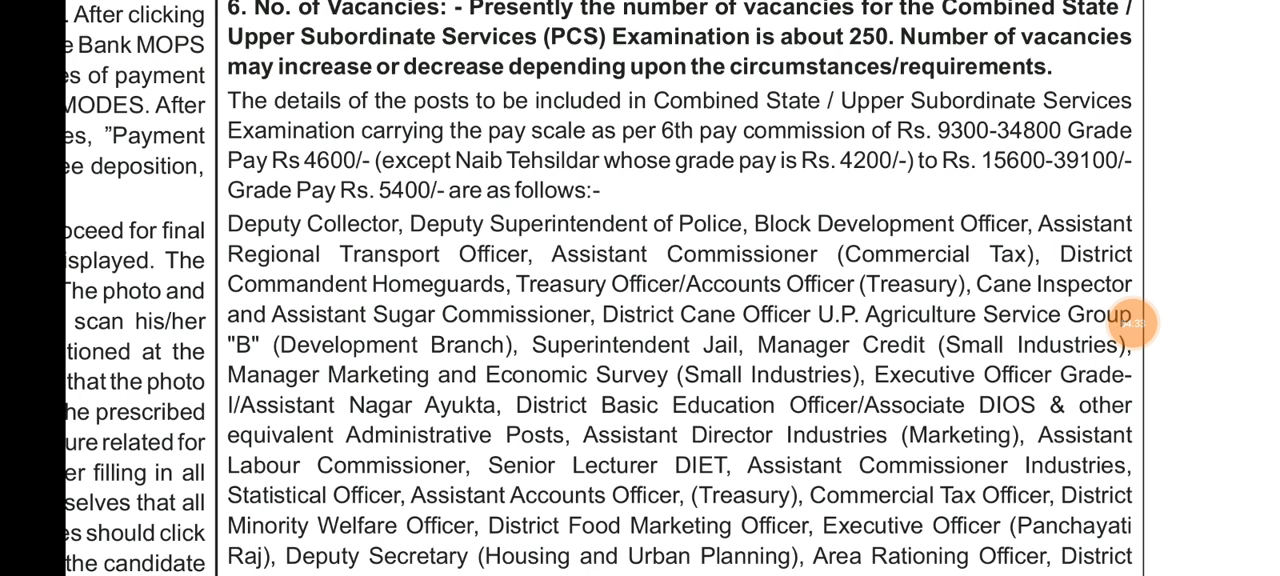 . After clicking
e Bank MOPS
es of payment
MODES. After
es, ”Payment
ee deposition,
oceed for final
isplayed. The
The photo and
scan his/her
tioned at the
that the photo
he prescribed
ure related for
er filling in all
selves that all
es should click
the candidate
6. No. of Vacancies: - Presently the number of vacancies for the Combined State /
Upper Subordinate Services (PCS) Examination is about 250. Number of vacancies
may increase or decrease depending upon the circumstances/requirements.
The details of the posts to be included in Combined State / Upper Subordinate Services
Examination carrying the pay scale as per 6th pay commission of Rs. 9300-34800 Grade
Pay Rs 4600/- (except Naib Tehsildar whose grade pay is Rs. 4200/-) to Rs. 15600-39100/-
Grade Pay Rs. 5400/- are as follows:-
Deputy Collector, Deputy Superintendent of Police, Block Development Officer, Assistant
Regional Transport Officer, Assistant Commissioner (Commercial Tax), District
Commandent Homeguards, Treasury Officer/Accounts Officer (Treasury), Cane Inspector
and Assistant Sugar Commissioner, District Cane Officer U.P. Agriculture Service Group
"B" (Development Branch), Superintendent Jail, Manager Credit (Small Industries),
Manager Marketing and Economic Survey (Small Industries), Executive Officer Grade-
I/Assistant Nagar Ayukta, District Basic Education Officer/Associate DIOS & other
equivalent Administrative Posts, Assistant Director Industries (Marketing), Assistant
Labour Commissioner, Senior Lecturer DIET, Assistant Commissioner Industries,
Statistical Officer, Assistant Accounts Officer, (Treasury), Commercial Tax Officer, District
Minority Welfare Officer, District Food Marketing Officer, Executive Officer (Panchayati
Raj), Deputy Secretary (Housing and Urban Planning), Area Rationing Officer, District